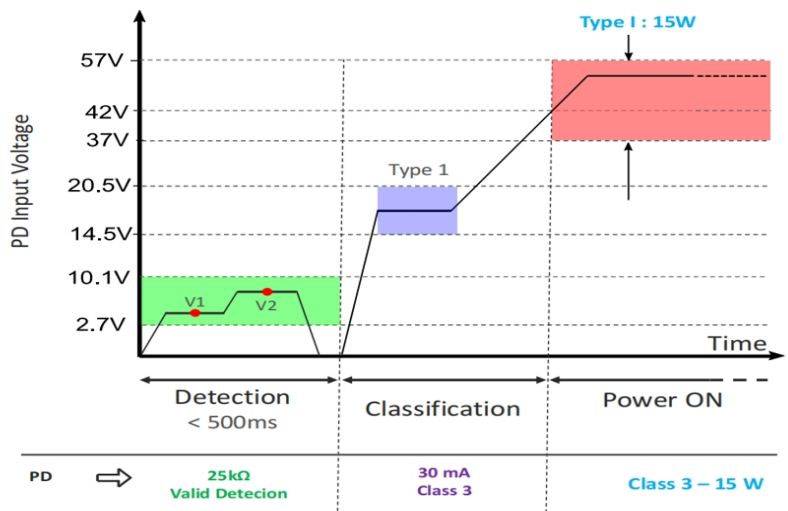 Type I : 15W
57V
42V
37V
20.5V
14.5V
10.1V
2.7V
PD Input Voltage
Type 1
V1
V2
Time
Detection
< 500ms
Classification
Power ON
PD
25kΩ
Valid Detecion
30 mA
Class 3
Class 3 – 15 W